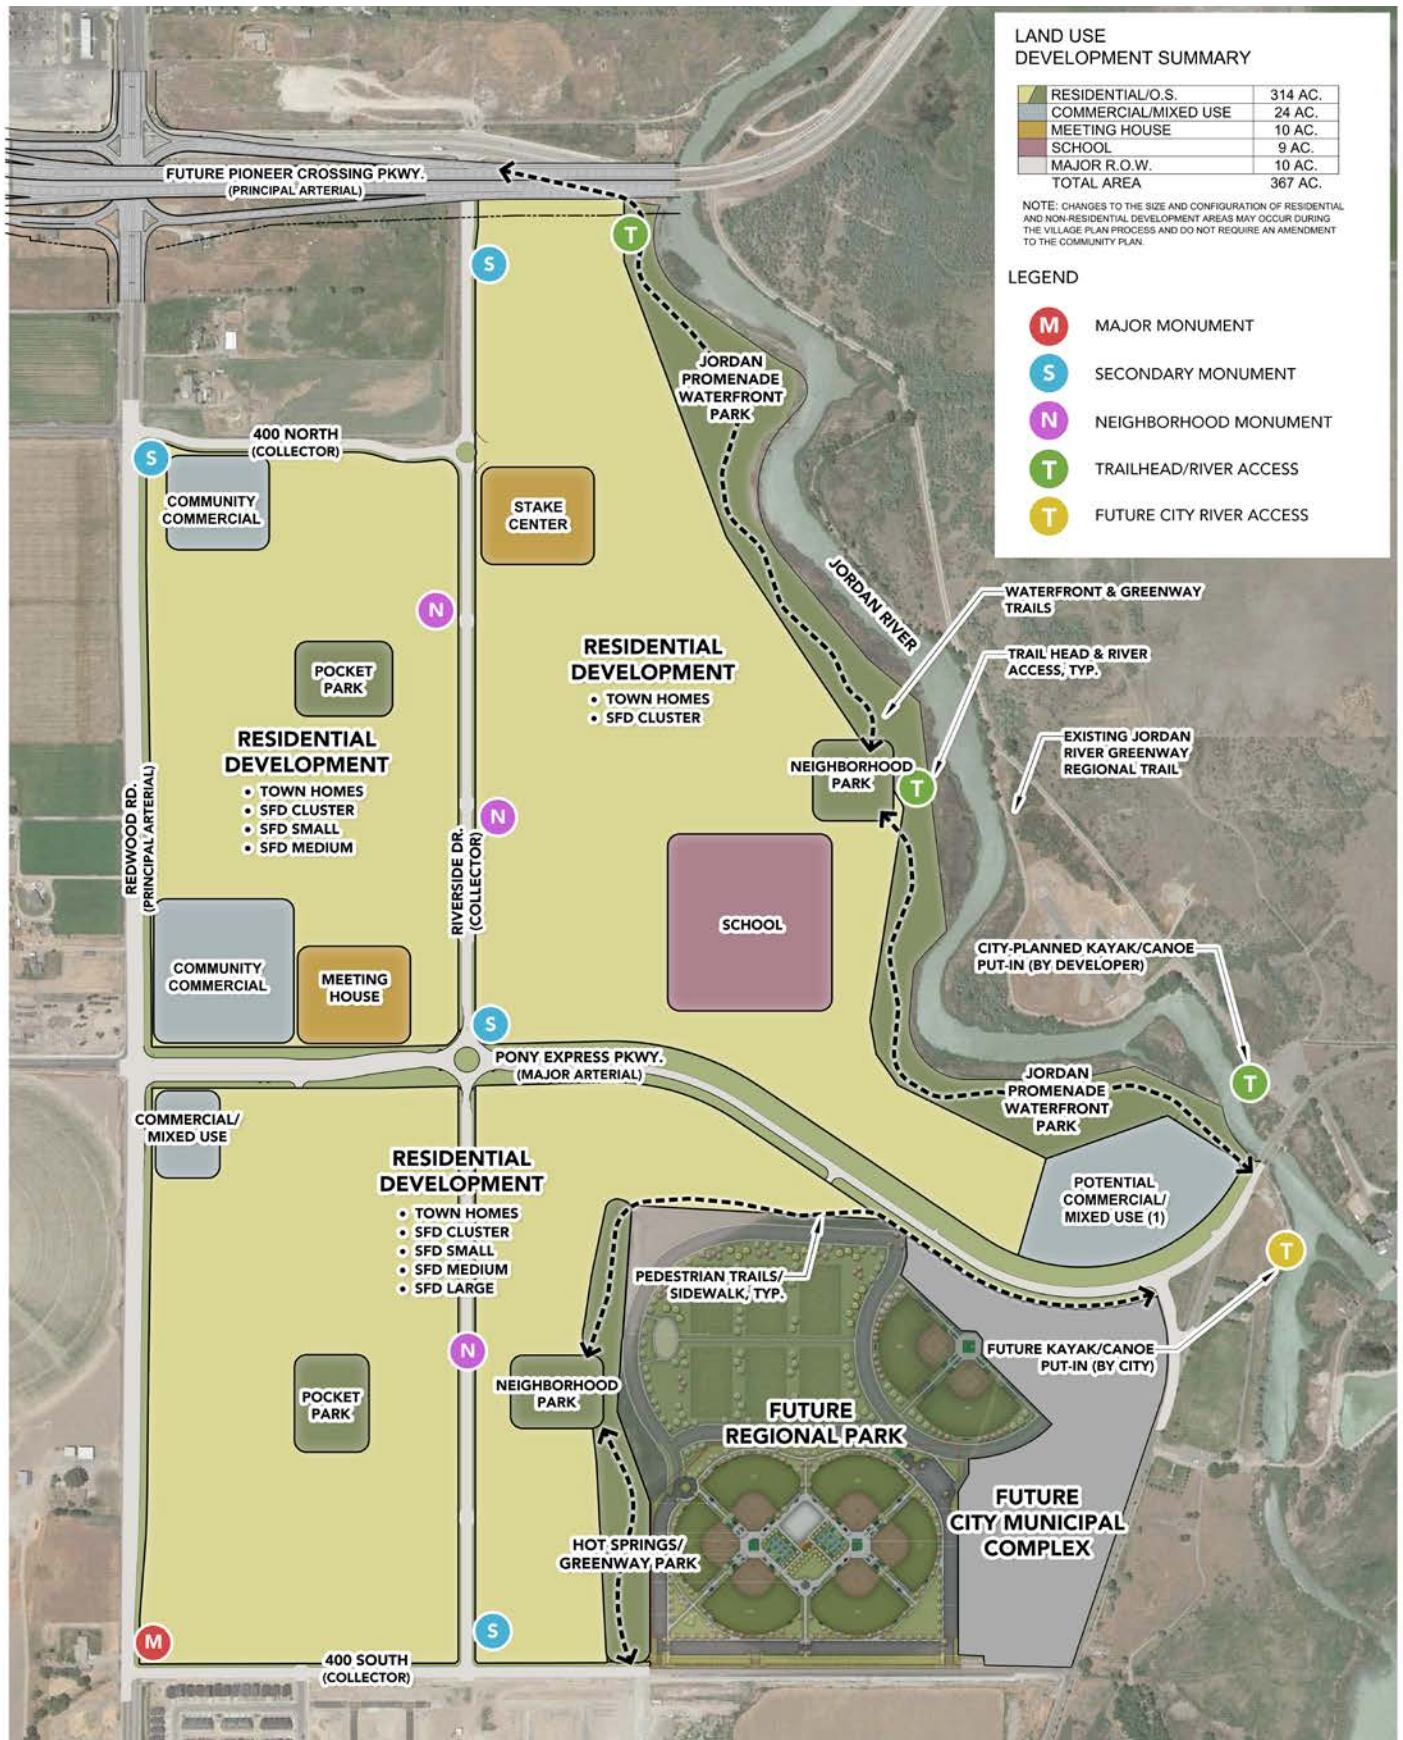 LAND USE
DEVELOPMENT SUMMARY
RESIDENTIAL/O.S. 314 AC.
COMMERCIAL/MIXED USE 24 AC.
MEETING HOUSE 10 AC.
SCHOOL 9 AC.
MAJOR R.O.W. 10 AC.
TOTAL AREA 367 AC.
NOTE: CHANGES TO THE SIZE AND CONFIGURATION OF RESIDENTIAL
AND NON-RESIDENTIAL DEVELOPMENT AREAS MAY OCCUR DURING
THE VILLAGE PLAN PROCESS AND DO NOT REQUIRE AN AMENDMENT
TO THE COMMUNITY PLAN.
LEGEND
M MAJOR MONUMENT
S SECONDARY MONUMENT
N NEIGHBORHOOD MONUMENT
T TRAILHEAD/RIVER ACCESS
T FUTURE CITY RIVER ACCESS
FUTURE PIONEER CROSSING PKWY.
(PRINCIPAL ARTERIAL)
T
S
JORDAN
PROMENADE
WATERFRONT
PARK
400 NORTH
(COLLECTOR)
S
COMMUNITY
COMMERCIAL
STAKE
CENTER
JORDAN RIVER
WATERFRONT & GREENWAY
TRAILS
N
TRAIL HEAD & RIVER
ACCESS, TYP.
RESIDENTIAL
DEVELOPMENT
• TOWN HOMES
• SFD CLUSTER
POCKET
PARK
RESIDENTIAL
DEVELOPMENT
• TOWN HOMES
• SFD CLUSTER
• SFD SMALL
• SFD MEDIUM
EXISTING JORDAN
RIVER GREENWAY
REGIONAL TRAIL
NEIGHBORHOOD
PARK
T
N
REDWOOD RD.
(PRINCIPAL ARTERIAL)
RIVERSIDE DR.
(COLLECTOR)
SCHOOL
COMMUNITY
COMMERCIAL
MEETING
HOUSE
CITY-PLANNED KAYAK/CANOE
PUT-IN (BY DEVELOPER)
S
PONY EXPRESS PKWY.
(MAJOR ARTERIAL)
JORDAN
PROMENADE
WATERFRONT
PARK
T
COMMERCIAL/
MIXED USE
RESIDENTIAL
DEVELOPMENT
• TOWN HOMES
• SFD CLUSTER
• SFD SMALL
• SFD MEDIUM
• SFD LARGE
POTENTIAL
COMMERCIAL/
MIXED USE (1)
T
PEDESTRIAN TRAILS/
SIDEWALK, TYP.
N
FUTURE KAYAK/CANOE
PUT-IN (BY CITY)
POCKET
PARK
NEIGHBORHOOD
PARK
FUTURE
REGIONAL PARK
FUTURE
CITY MUNICIPAL
COMPLEX
HOT SPRINGS/
GREENWAY PARK
M
S
400 SOUTH
(COLLECTOR)